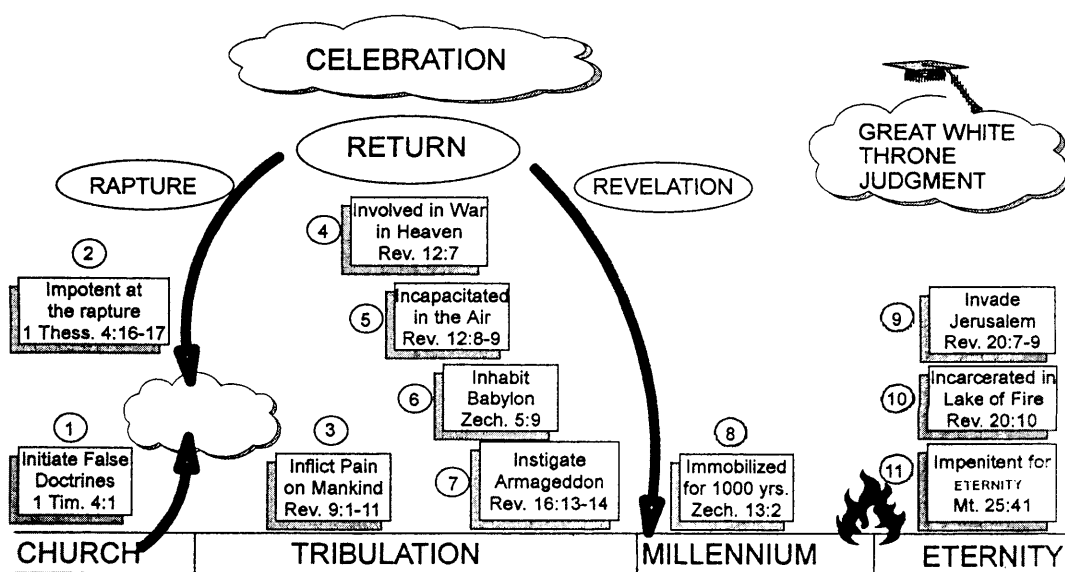 CELEBRATION
RETURN
RAPTURE
REVELATION
GREAT WHITE
THRONE
JUDGMENT
1
Initiate False
Doctrines
1 Tim. 4:1
2
Impotent at
the rapture
1 Thess. 4:16-17
3
Inflict Pain
on Mankind
Rev. 9:1-11
4
Involved in War
in Heaven
Rev. 12:7
5
Incapacitated
in the Air
Rev. 12:8-9
6
Inhabit
Babylon
Zech. 5:9
7
Instigate
Armageddon
Rev. 16:13-14
8
Immobilized
for 1000 yrs.
Zech. 13:2
9
Invade
Jerusalem
Rev. 20:7-9
10
Incarcerated in
Lake of Fire
Rev. 20:10
11
Impenitent for
ETERNITY
Mt. 25:41
CHURCH
TRIBULATION
MILLENNIUM
ETERNITY